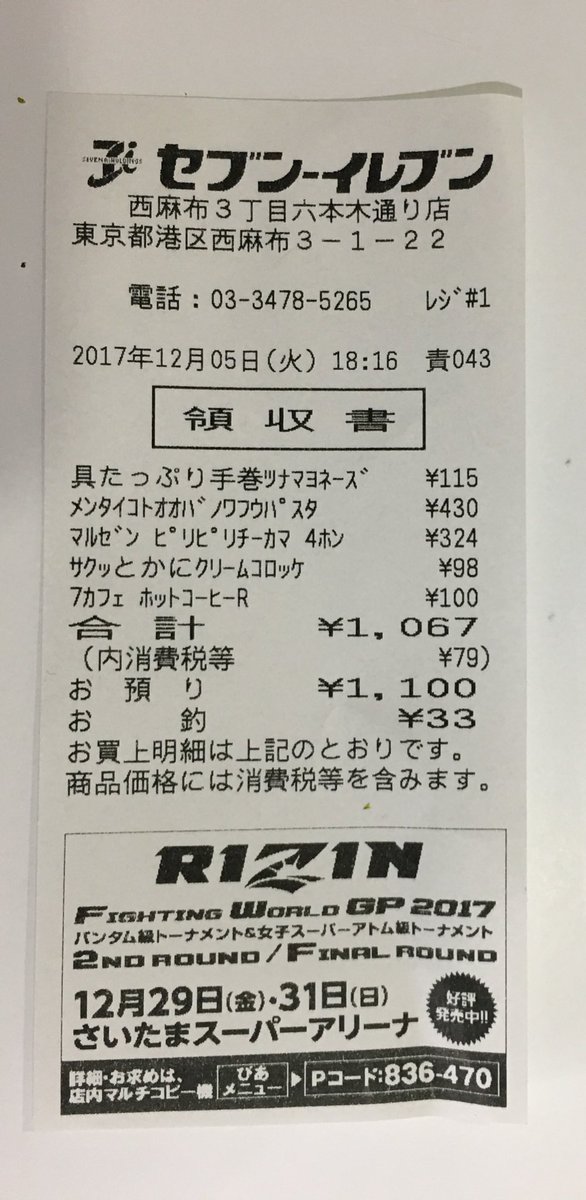 SEVEN&i HOLDINGS
セブン-イレブン
西麻布3丁目六本木通り店
東京都港区西麻布3-1-22
電話：03-3478-5265 ﾚｼﾞ#1
2017年12月05日(火) 18:16 責043
領収書
具たっぷり手巻ﾂﾅﾏﾖﾈｰｽﾞ ¥115
ﾒﾝﾀｲｺﾄｵｵﾊﾞﾉﾜﾌｳﾊﾟｽﾀ ¥430
ﾏﾙｾﾞﾝ ﾋﾟﾘﾋﾟﾘﾁｰｶﾏ 4ﾎﾝ ¥324
ｻｸｯとかにｸﾘｰﾑｺﾛｯｹ ¥98
7ｶﾌｪ ﾎｯﾄｺｰﾋｰR ¥100
合計 ¥1,067
(内消費税等 ¥79)
お預り ¥1,100
お釣 ¥33
お買上明細は上記のとおりです。
商品価格には消費税等を含みます。
RIZIN
FIGHTING WORLD GP 2017
バンタム級トーナメント&女子スーパーアトム級トーナメント
2ND ROUND / FINAL ROUND
12月29日(金)・31日(日)
さいたまスーパーアリーナ
好評
発売中!!
詳細・お求めは、
店内マルチコピー機
ぴあ
メニュー
▶ Pコード:836-470